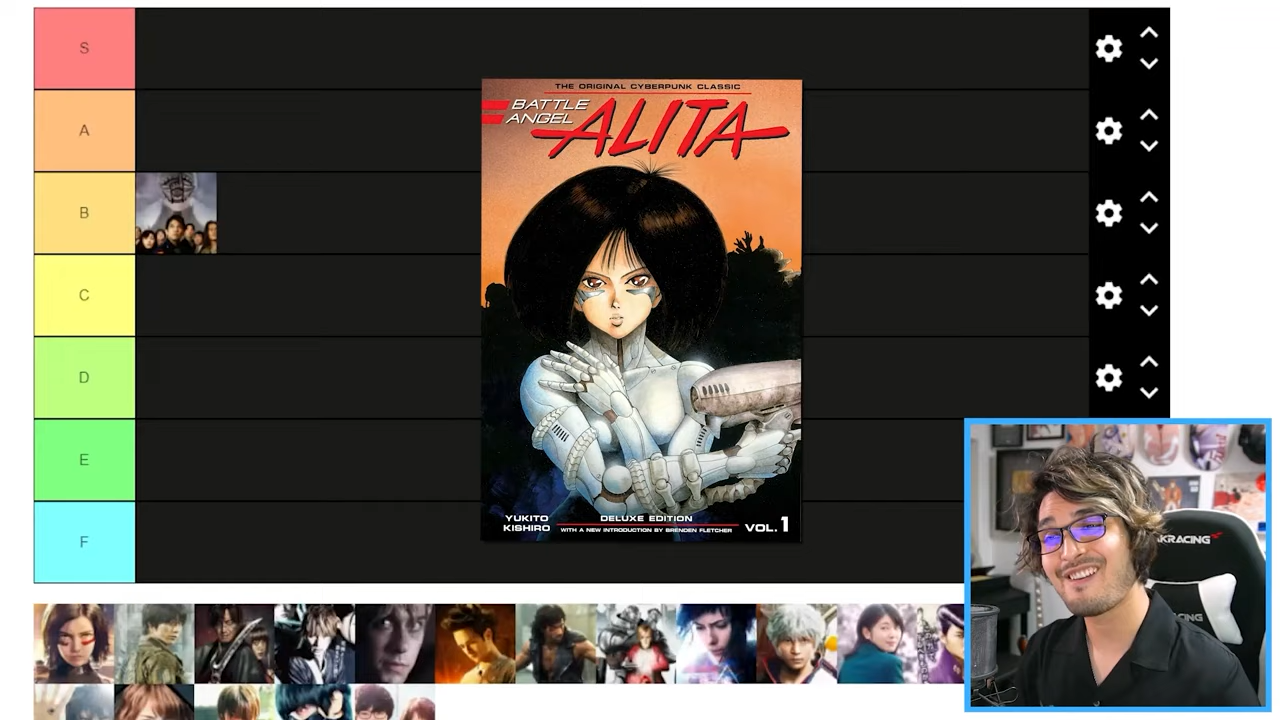 S
A
B
C
D
E
F
THE ORIGINAL CYBERPUNK CLASSIC
BATTLE
ANGEL
ALITA
YUKITO
KISHIRO
DELUXE EDITION
WITH A NEW INTRODUCTION BY BRENDEN FLETCHER
VOL. 1
AKRACING